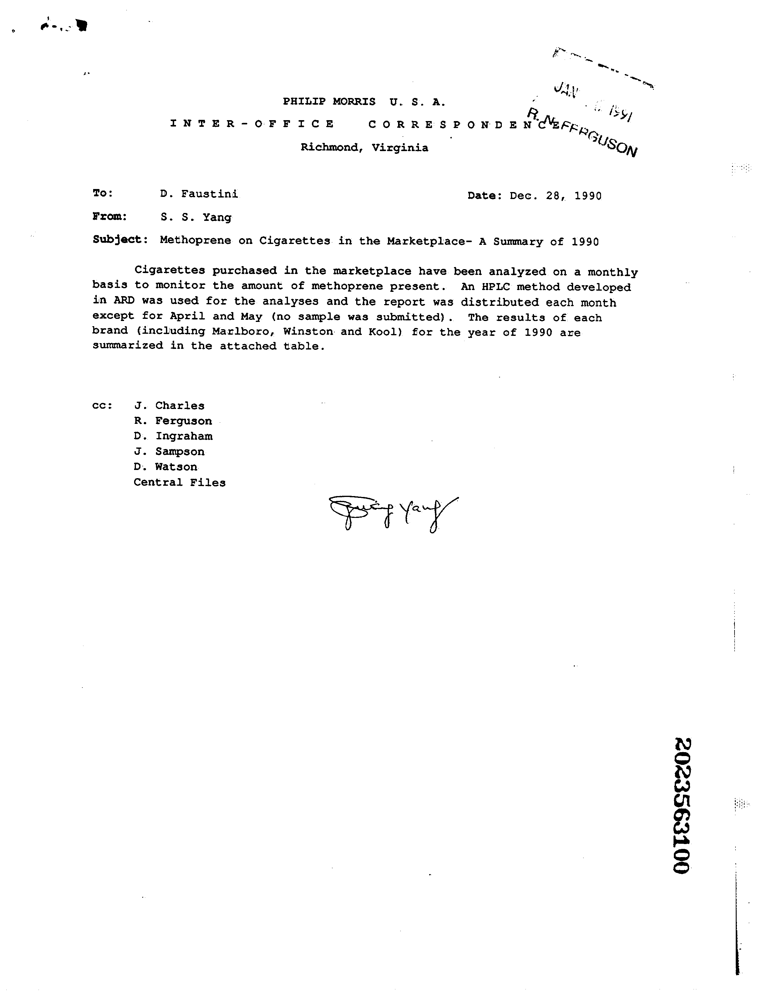 JAN 1991
R. N. FERGUSON
PHILIP MORRIS U. S. A.
INTER-OFFICE CORRESPONDENCE
Richmond, Virginia
To: D. Faustini Date: Dec. 28, 1990
From: S. S. Yang
Subject: Methoprene on Cigarettes in the Marketplace- A Summary of 1990
Cigarettes purchased in the marketplace have been analyzed on a monthly
basis to monitor the amount of methoprene present. An HPLC method developed
in ARD was used for the analyses and the report was distributed each month
except for April and May (no sample was submitted). The results of each
brand (including Marlboro, Winston and Kool) for the year of 1990 are
summarized in the attached table.
cc: J. Charles
R. Ferguson
D. Ingraham
J. Sampson
D. Watson
Central Files
Yang
2023563100